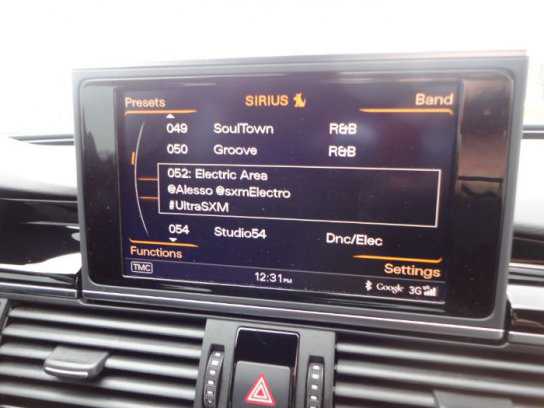 Presets SIRIUS Band
049 SoulTown R&B
050 Groove R&B
052: Electric Area
@Alesso @sxmElectro
#UltraSXM
054 Studio54 Dnc/Elec
Functions Settings
TMC 12:31PM Google 3G